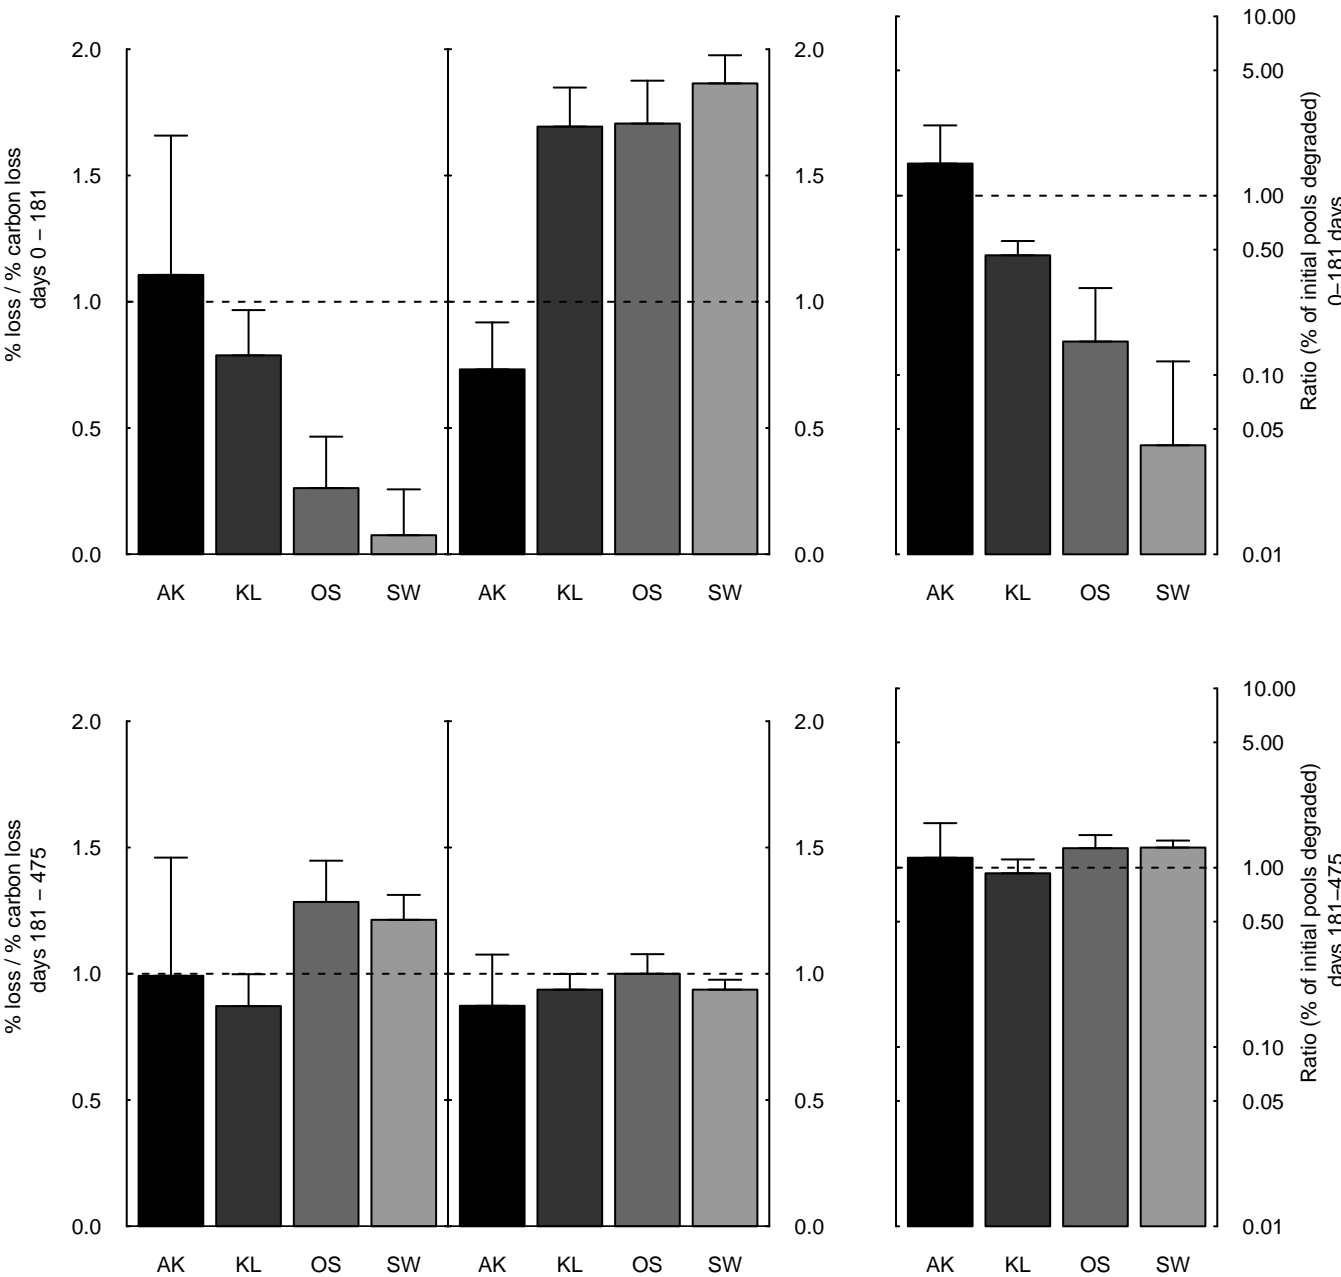 2.0
1.5
1.0
0.5
0.0
% loss / % carbon loss
days 0 – 181
AK KL OS SW AK KL OS SW
2.0
1.5
1.0
0.5
0.0
10.00
5.00
1.00
0.50
0.10
0.05
0.01
Ratio (% of initial pools degraded)
0–181 days
AK KL OS SW
2.0
1.5
1.0
0.5
0.0
% loss / % carbon loss
days 181 – 475
AK KL OS SW AK KL OS SW
2.0
1.5
1.0
0.5
0.0
10.00
5.00
1.00
0.50
0.10
0.05
0.01
Ratio (% of initial pools degraded)
days 181–475
AK KL OS SW